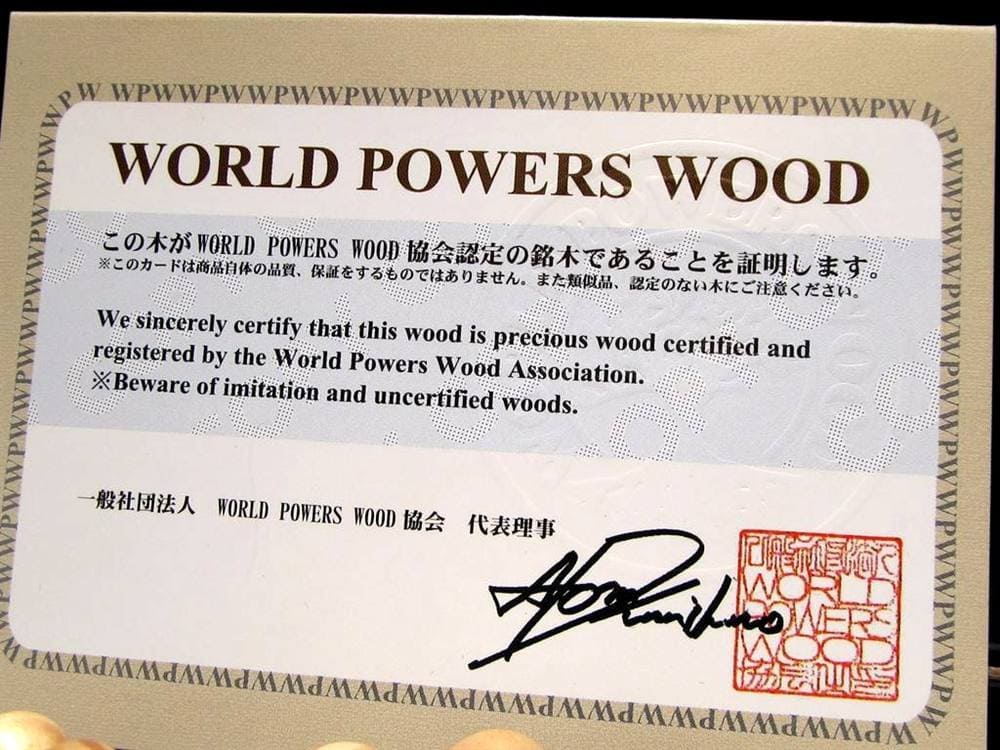 WORLD POWERS WOOD
この木がWORLD POWERS WOOD協会認定の銘木であることを証明します。
※このカードは商品自体の品質、保証をするものではありません。また類似品、認定のない木にご注意ください。
We sincerely certify that this wood is precious wood certified and
registered by the World Powers Wood Association.
※Beware of imitation and uncertified woods.
一般社団法人 WORLD POWERS WOOD協会 代表理事
WORLD
POWERS
WOOD
協会